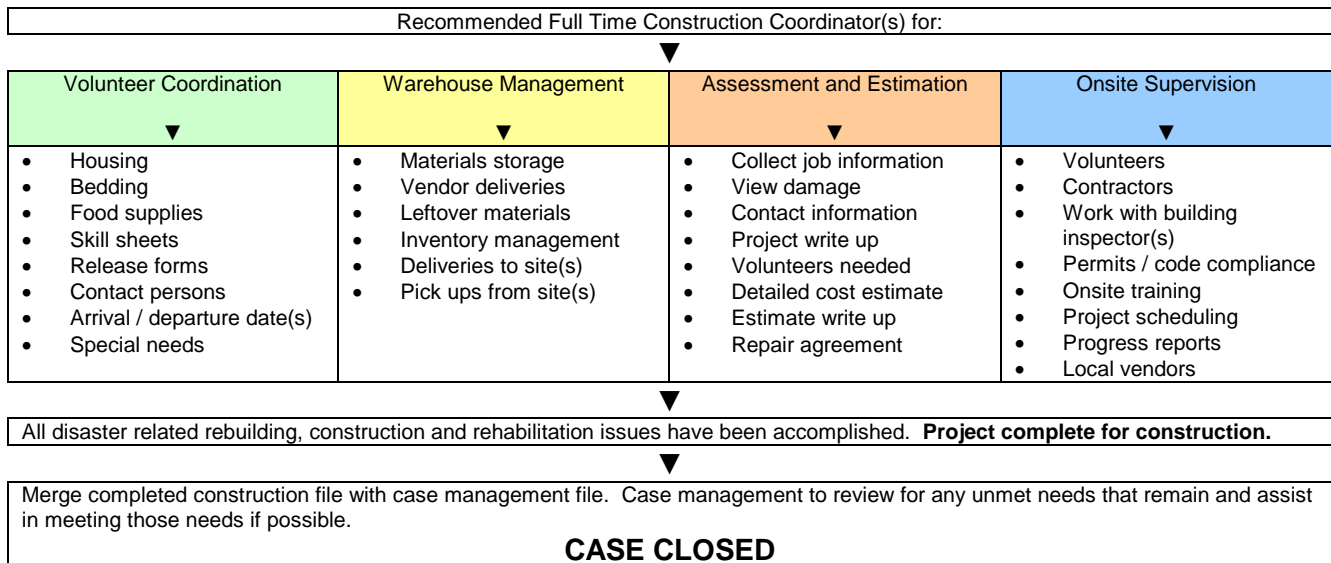 Recommended Full Time Construction Coordinator(s) for:
Volunteer Coordination
• Housing
• Bedding
• Food supplies
• Skill sheets
• Release forms
• Contact persons
• Arrival / departure date(s)
• Special needs
Warehouse Management
• Materials storage
• Vendor deliveries
• Leftover materials
• Inventory management
• Deliveries to site(s)
• Pick ups from site(s)
Assessment and Estimation
• Collect job information
• View damage
• Contact information
• Project write up
• Volunteers needed
• Detailed cost estimate
• Estimate write up
• Repair agreement
Onsite Supervision
• Volunteers
• Contractors
• Work with building
inspector(s)
• Permits / code compliance
• Onsite training
• Project scheduling
• Progress reports
• Local vendors
All disaster related rebuilding, construction and rehabilitation issues have been accomplished. Project complete for construction.
Merge completed construction file with case management file. Case management to review for any unmet needs that remain and assist
in meeting those needs if possible.
CASE CLOSED